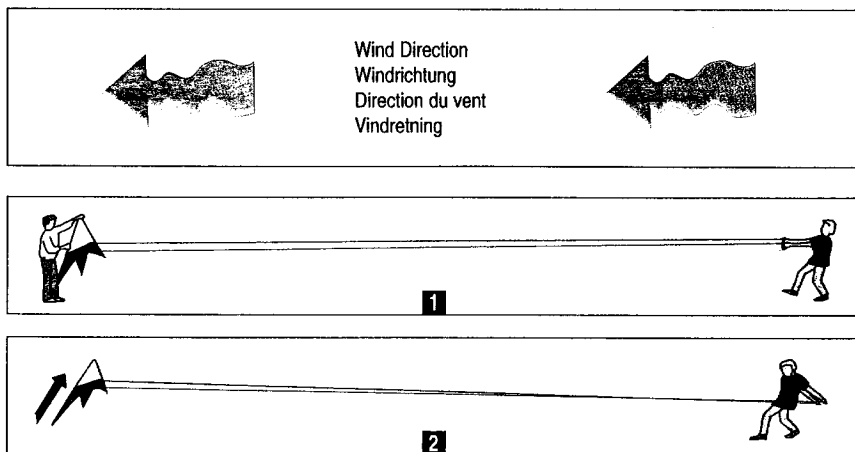 Wind Direction
Windrichtung
Direction du vent
Vindretning
1
2